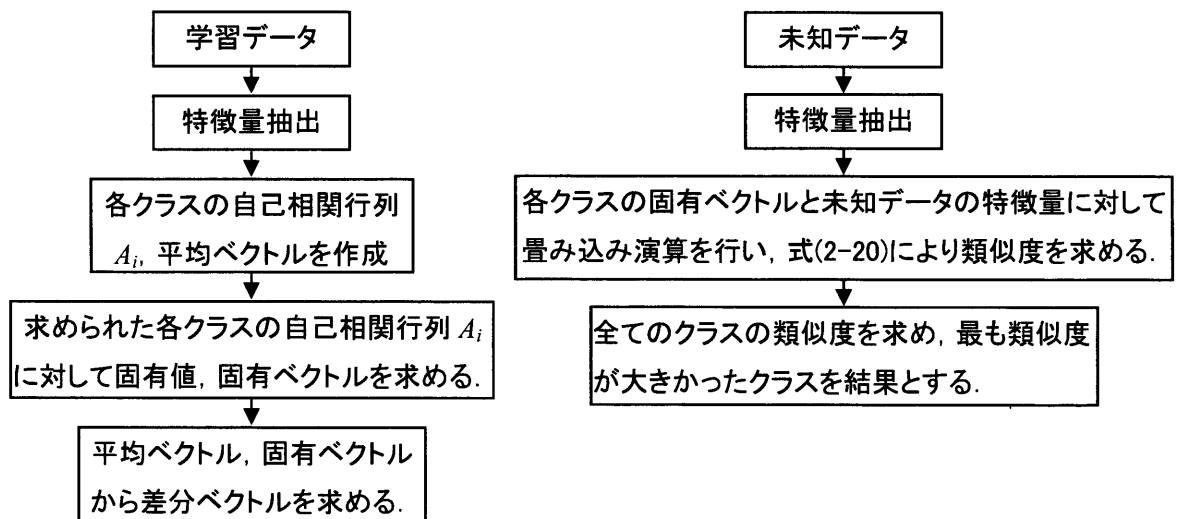 学習データ
特徴量抽出
各クラスの自己相関行列
Ai, 平均ベクトルを作成
求められた各クラスの自己相関行列 Ai
に対して固有値, 固有ベクトルを求める.
平均ベクトル, 固有ベクトル
から差分ベクトルを求める.
未知データ
特徴量抽出
各クラスの固有ベクトルと未知データの特徴量に対して
畳み込み演算を行い, 式(2-20)により類似度を求める.
全てのクラスの類似度を求め, 最も類似度
が大きかったクラスを結果とする.